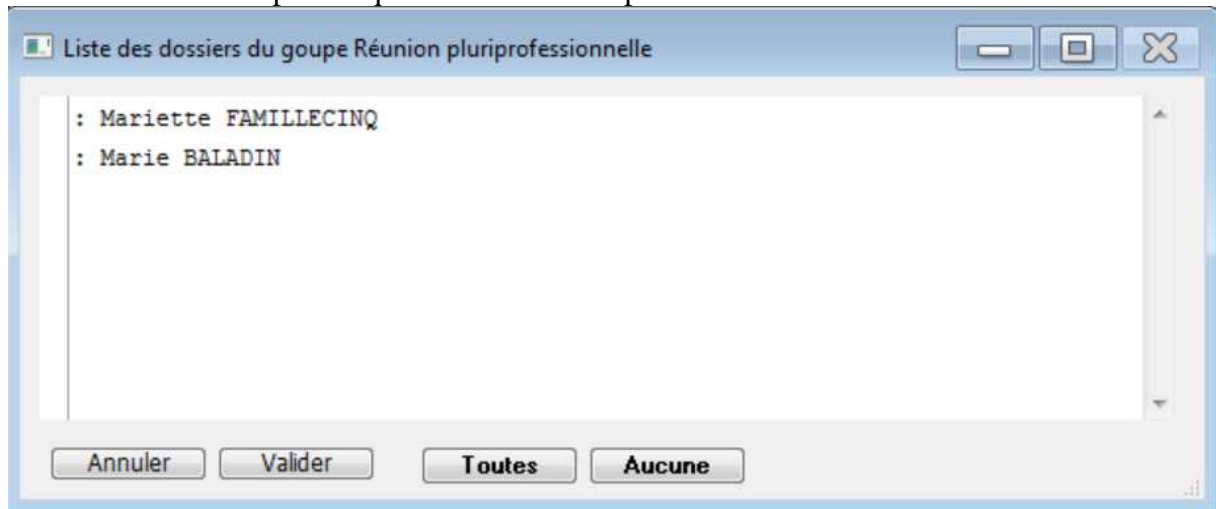 Liste des dossiers du goupe Réunion pluriprofessionnelle
: Mariette FAMILLECINQ
: Marie BALADIN
Annuler Valider Toutes Aucune